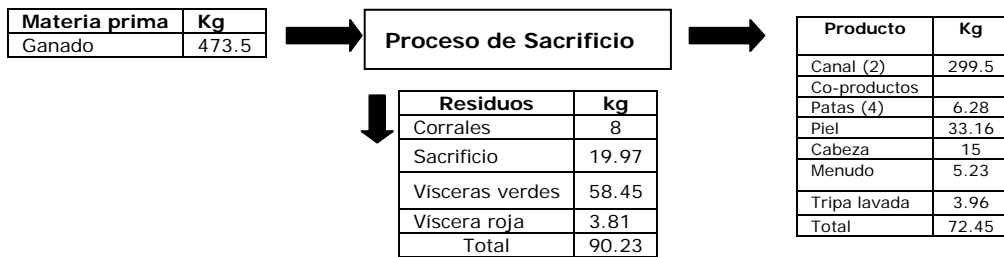 Materia prima Kg
Ganado 473.5
Proceso de Sacrificio
Residuos kg
Corrales 8
Sacrificio 19.97
Vísceras verdes 58.45
Víscera roja 3.81
Total 90.23
Producto Kg
Canal (2) 299.5
Co-productos
Patas (4) 6.28
Piel 33.16
Cabeza 15
Menudo 5.23
Tripa lavada 3.96
Total 72.45